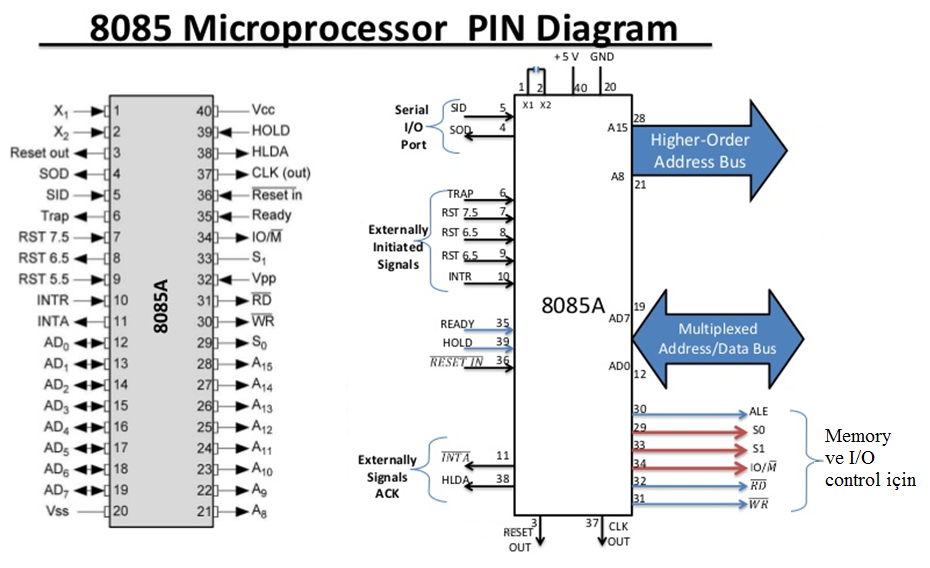 8085 Microprocessor PIN Diagram
X1 1 40 Vcc
X2 2 39 HOLD
Reset out 3 38 HLDA
SOD 4 37 CLK (out)
SID 5 36 R̅e̅s̅e̅t̅ ̅i̅n̅
Trap 6 35 Ready
RST 7.5 7 34 IO/M̅
RST 6.5 8 33 S1
RST 5.5 9 32 Vpp
INTR 10 31 R̅D̅
INTA 11 30 W̅R̅
AD0 12 29 S0
AD1 13 28 A15
AD2 14 27 A14
AD3 15 26 A13
AD4 16 25 A12
AD5 17 24 A11
AD6 18 23 A10
AD7 19 22 A9
Vss 20 21 A8
8085A
+ 5 V GND
1 2 40 20
X1 X2
Serial
I/O
Port
SID 5
SOD 4
Externally
Initiated
Signals
TRAP 6
RST 7.5 7
RST 6.5 8
RST 6.5 9
INTR 10
READY 35
HOLD 39
R̅E̅S̅E̅T̅ ̅I̅N̅ 36
Externally
Signals
ACK
I̅N̅T̅A̅ 11
HLDA 38
8085A
A15 28
Higher-Order
Address Bus
A8 21
AD7 19
Multiplexed
Address/Data Bus
AD0 12
30 ALE
29 S0
33 S1
34 IO/M̅
32 R̅D̅
31 W̅R̅
Memory
ve I/O
control için
3 37
RESET
OUT
CLK
OUT